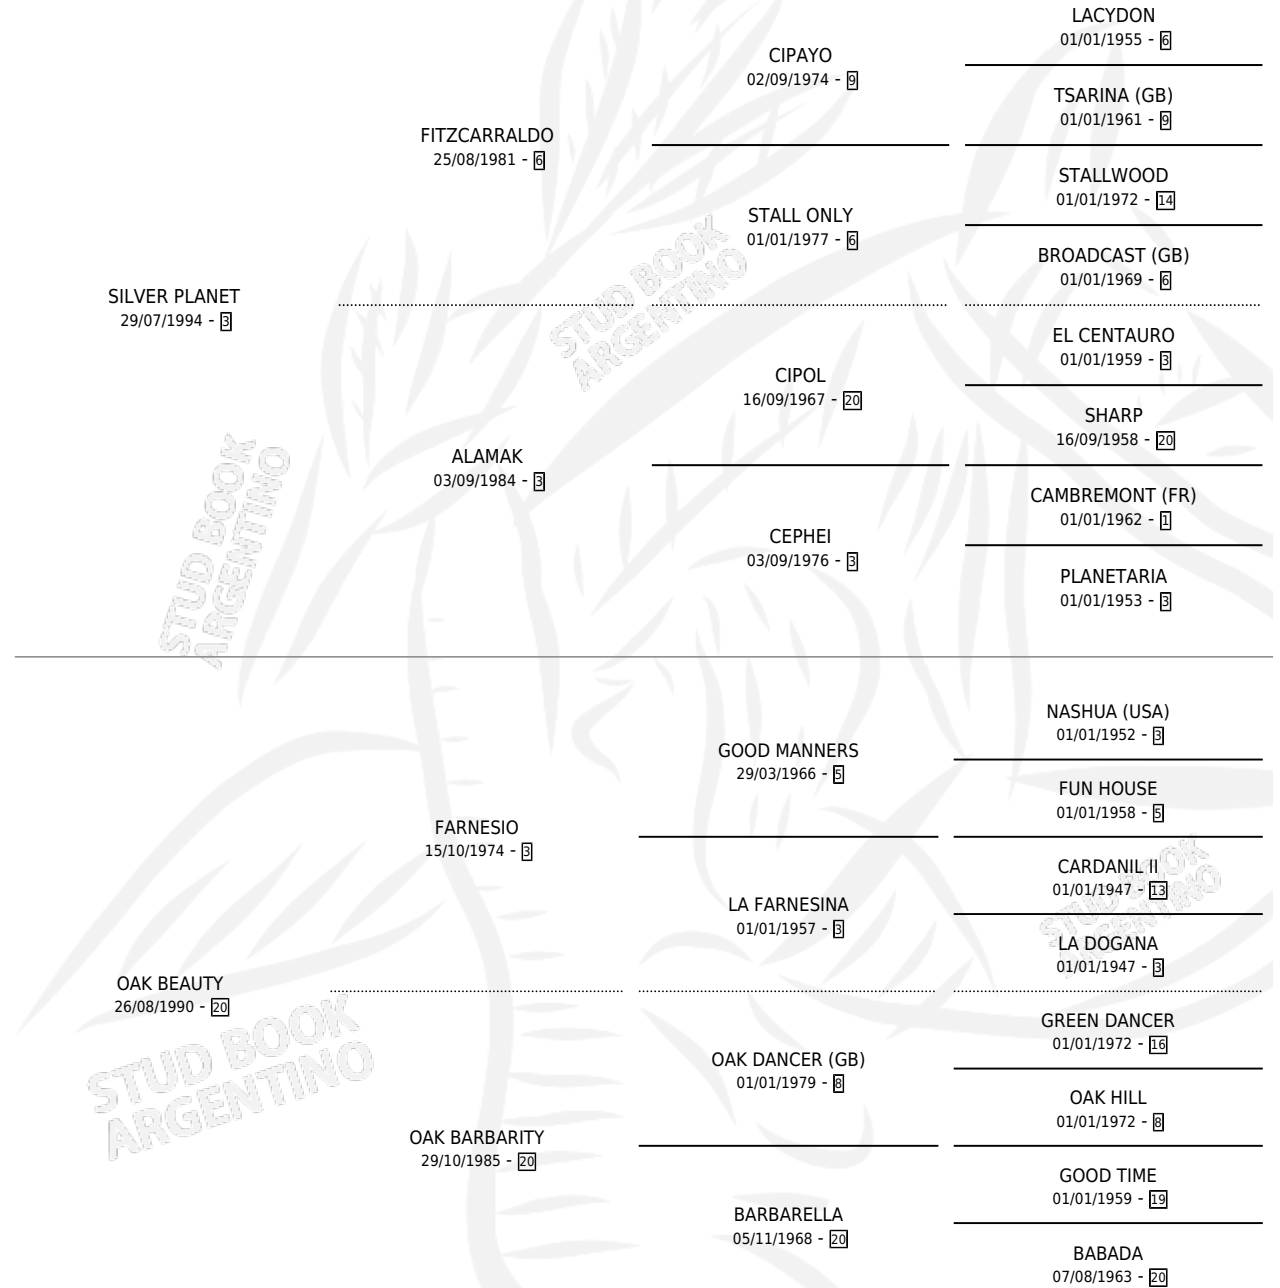 LACYDON
01/01/1955 - 6
CIPAYO
02/09/1974 - 9
TSARINA (GB)
01/01/1961 - 9
FITZCARRALDO
25/08/1981 - 6
STALLWOOD
01/01/1972 - 14
STALL ONLY
01/01/1977 - 6
BROADCAST (GB)
01/01/1969 - 6
SILVER PLANET
29/07/1994 - 3
STUD BOOK
ARGENTINO
EL CENTAURO
01/01/1959 - 3
CIPOL
16/09/1967 - 20
SHARP
16/09/1958 - 20
ALAMAK
03/09/1984 - 3
CAMBREMONT (FR)
01/01/1962 - 1
CEPHEI
03/09/1976 - 3
PLANETARIA
01/01/1953 - 3
STUD BOOK
ARGENTINO
NASHUA (USA)
01/01/1952 - 3
GOOD MANNERS
29/03/1966 - 5
FUN HOUSE
01/01/1958 - 5
FARNESIO
15/10/1974 - 3
CARDANIL II
01/01/1947 - 13
LA FARNESINA
01/01/1957 - 3
LA DOGANA
01/01/1947 - 3
STUD BOOK
ARGENTINO
OAK BEAUTY
26/08/1990 - 20
GREEN DANCER
01/01/1972 - 16
OAK DANCER (GB)
01/01/1979 - 8
OAK HILL
01/01/1972 - 8
STUD BOOK
ARGENTINO
OAK BARBARITY
29/10/1985 - 20
GOOD TIME
01/01/1959 - 19
BARBARELLA
05/11/1968 - 20
BABADA
07/08/1963 - 20